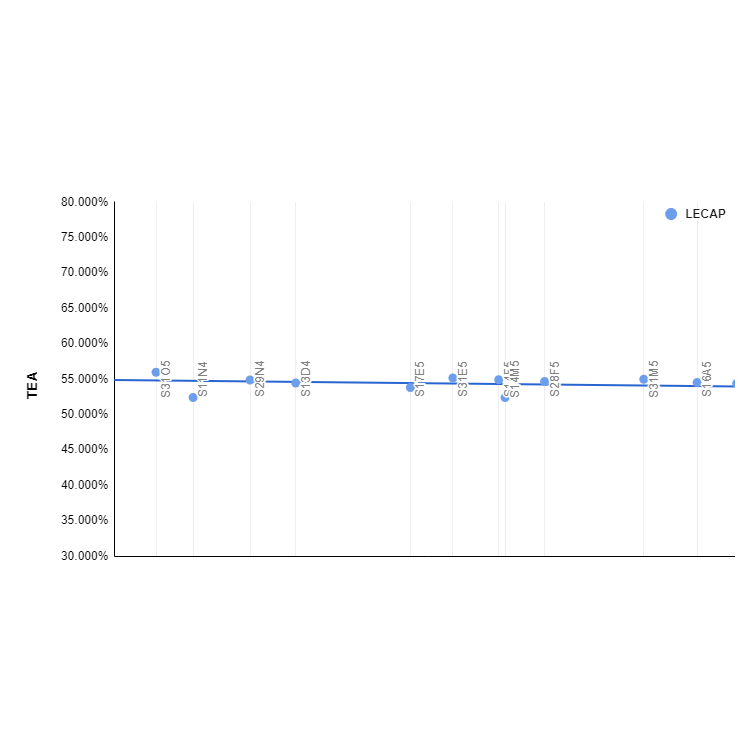 80.000%
LECAP
75.000%
70.000%
65.000%
60.000%
55.000%
50.000%
45.000%
40.000%
35.000%
30.000%
TEA
S31O5
S11N4
S29N4
S13D4
S17E5
S31E5
S14M5
S28F5
S31M5
S16A5